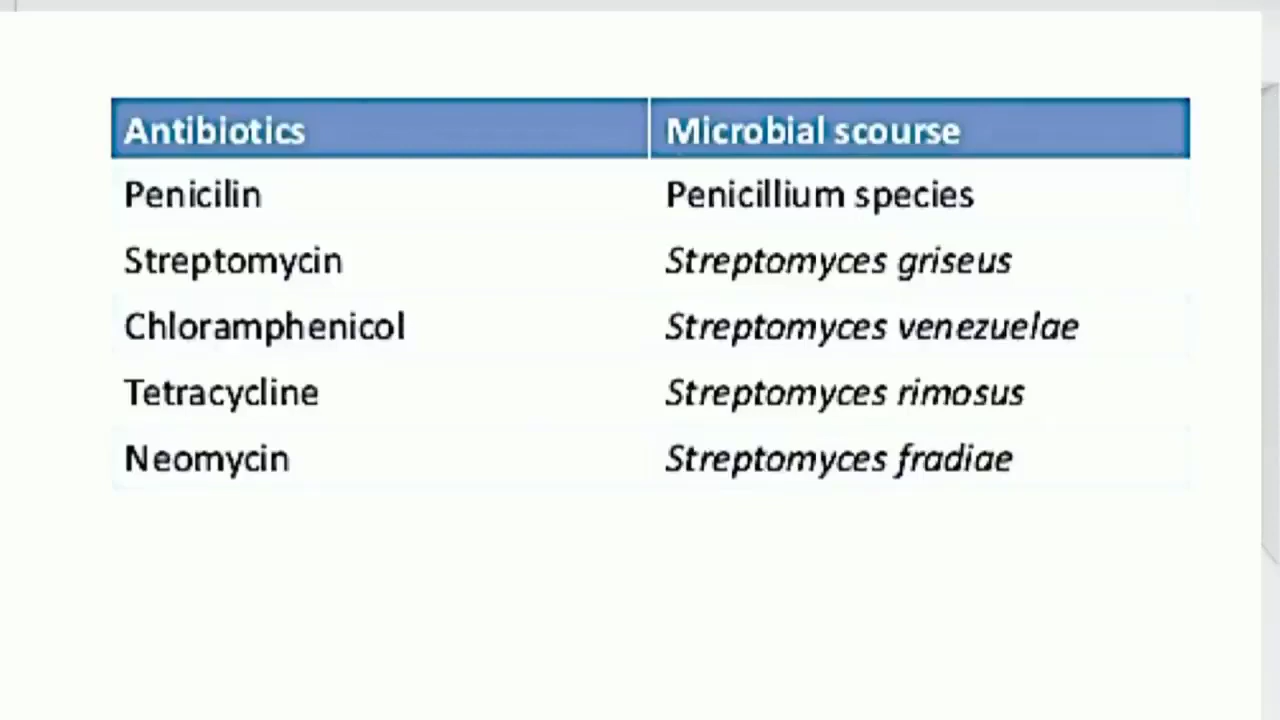 Antibiotics Microbial scourse
Penicilin Penicillium species
Streptomycin Streptomyces griseus
Chloramphenicol Streptomyces venezuelae
Tetracycline Streptomyces rimosus
Neomycin Streptomyces fradiae